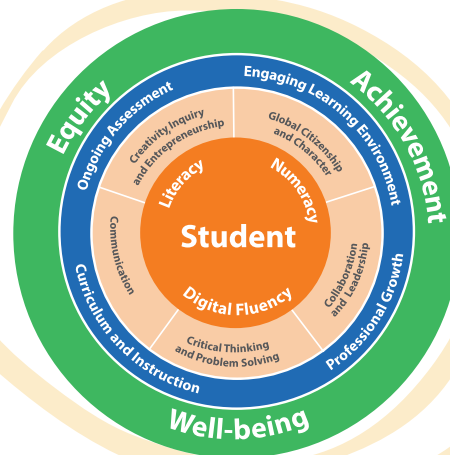 Equity
Achievement
Well-being
Ongoing Assessment
Engaging Learning Environment
Professional Growth
Curriculum and Instruction
Creativity, Inquiry
and Entrepreneurship
Global Citizenship
and Character
Collaboration
and Leadership
Critical Thinking
and Problem Solving
Communication
Literacy
Numeracy
Student
Digital Fluency